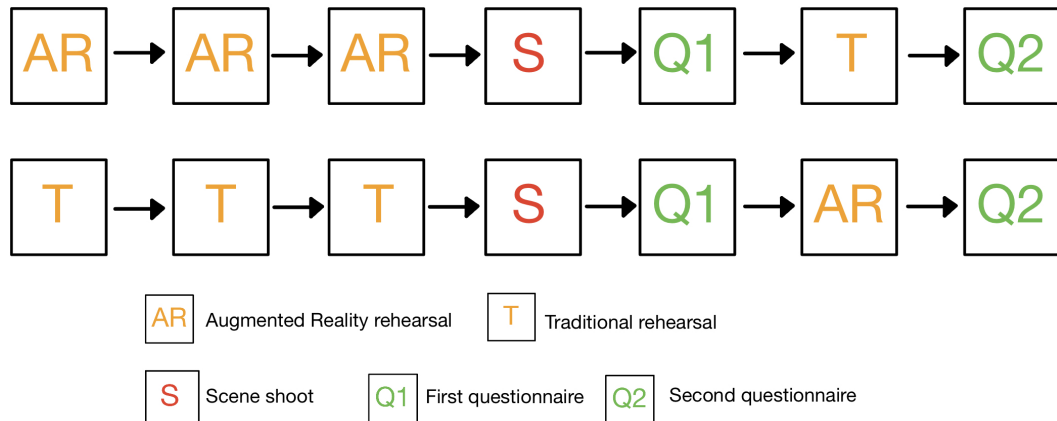 AR AR AR S Q1 T Q2
T T T S Q1 AR Q2
AR Augmented Reality rehearsal T Traditional rehearsal
S Scene shoot Q1 First questionnaire Q2 Second questionnaire